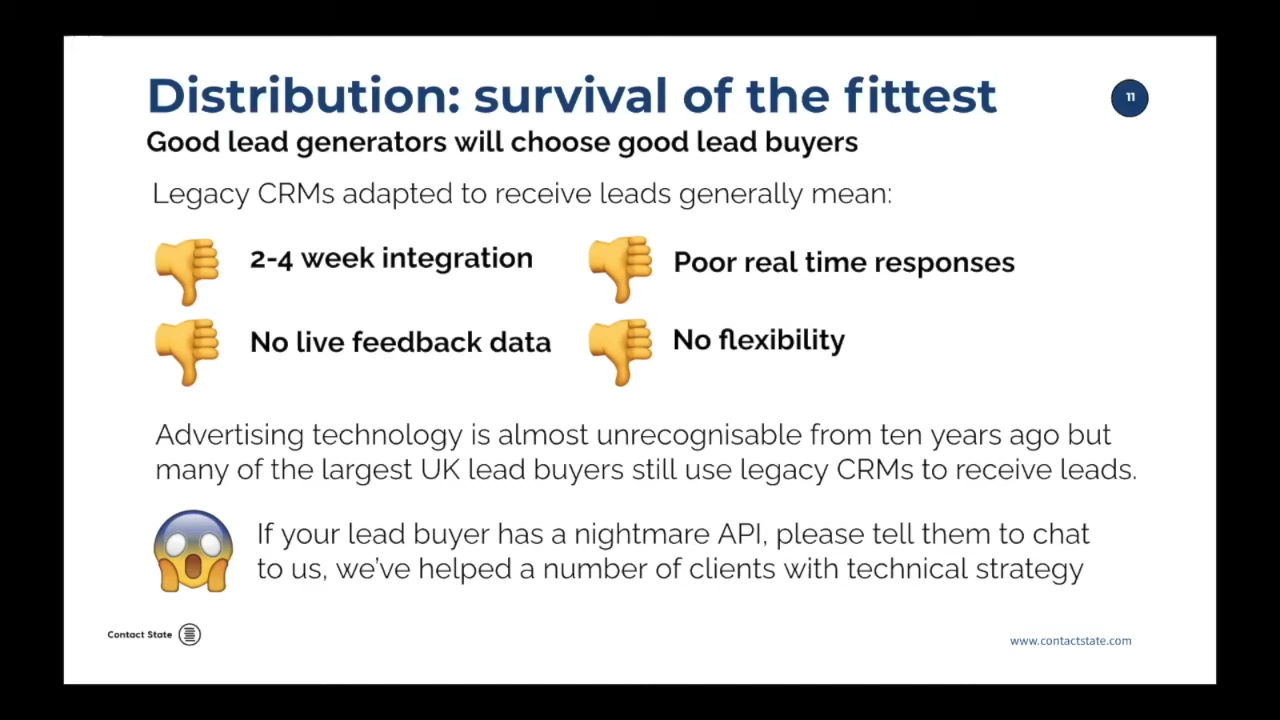 Distribution: survival of the fittest
11
Good lead generators will choose good lead buyers
Legacy CRMs adapted to receive leads generally mean:
2-4 week integration
Poor real time responses
No live feedback data
No flexibility
Advertising technology is almost unrecognisable from ten years ago but
many of the largest UK lead buyers still use legacy CRMs to receive leads.
If your lead buyer has a nightmare API, please tell them to chat
to us, we've helped a number of clients with technical strategy
Contact State
www.contactstate.com